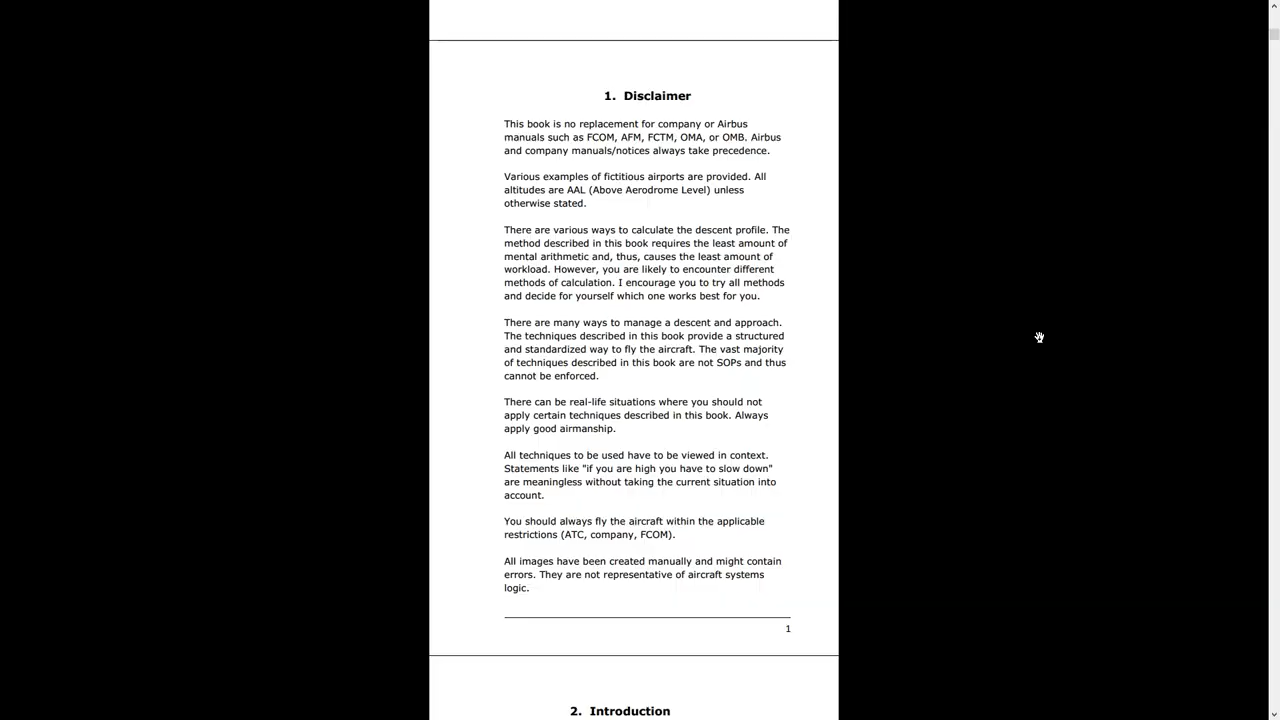 1. Disclaimer
This book is no replacement for company or Airbus
manuals such as FCOM, AFM, FCTM, OMA, or OMB. Airbus
and company manuals/notices always take precedence.
Various examples of fictitious airports are provided. All
altitudes are AAL (Above Aerodrome Level) unless
otherwise stated.
There are various ways to calculate the descent profile. The
method described in this book requires the least amount of
mental arithmetic and, thus, causes the least amount of
workload. However, you are likely to encounter different
methods of calculation. I encourage you to try all methods
and decide for yourself which one works best for you.
There are many ways to manage a descent and approach.
The techniques described in this book provide a structured
and standardized way to fly the aircraft. The vast majority
of techniques described in this book are not SOPs and thus
cannot be enforced.
There can be real-life situations where you should not
apply certain techniques described in this book. Always
apply good airmanship.
All techniques to be used have to be viewed in context.
Statements like "if you are high you have to slow down"
are meaningless without taking the current situation into
account.
You should always fly the aircraft within the applicable
restrictions (ATC, company, FCOM).
All images have been created manually and might contain
errors. They are not representative of aircraft systems
logic.
1
2. Introduction